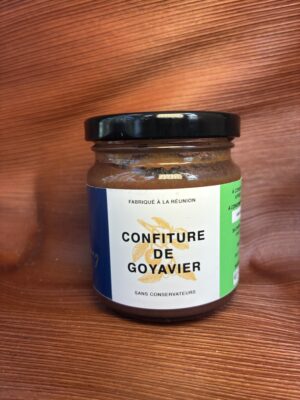 FABRIQUÉ À LA RÉUNION
CONFITURE
DE
GOYAVIER
SANS CONSERVATEURS